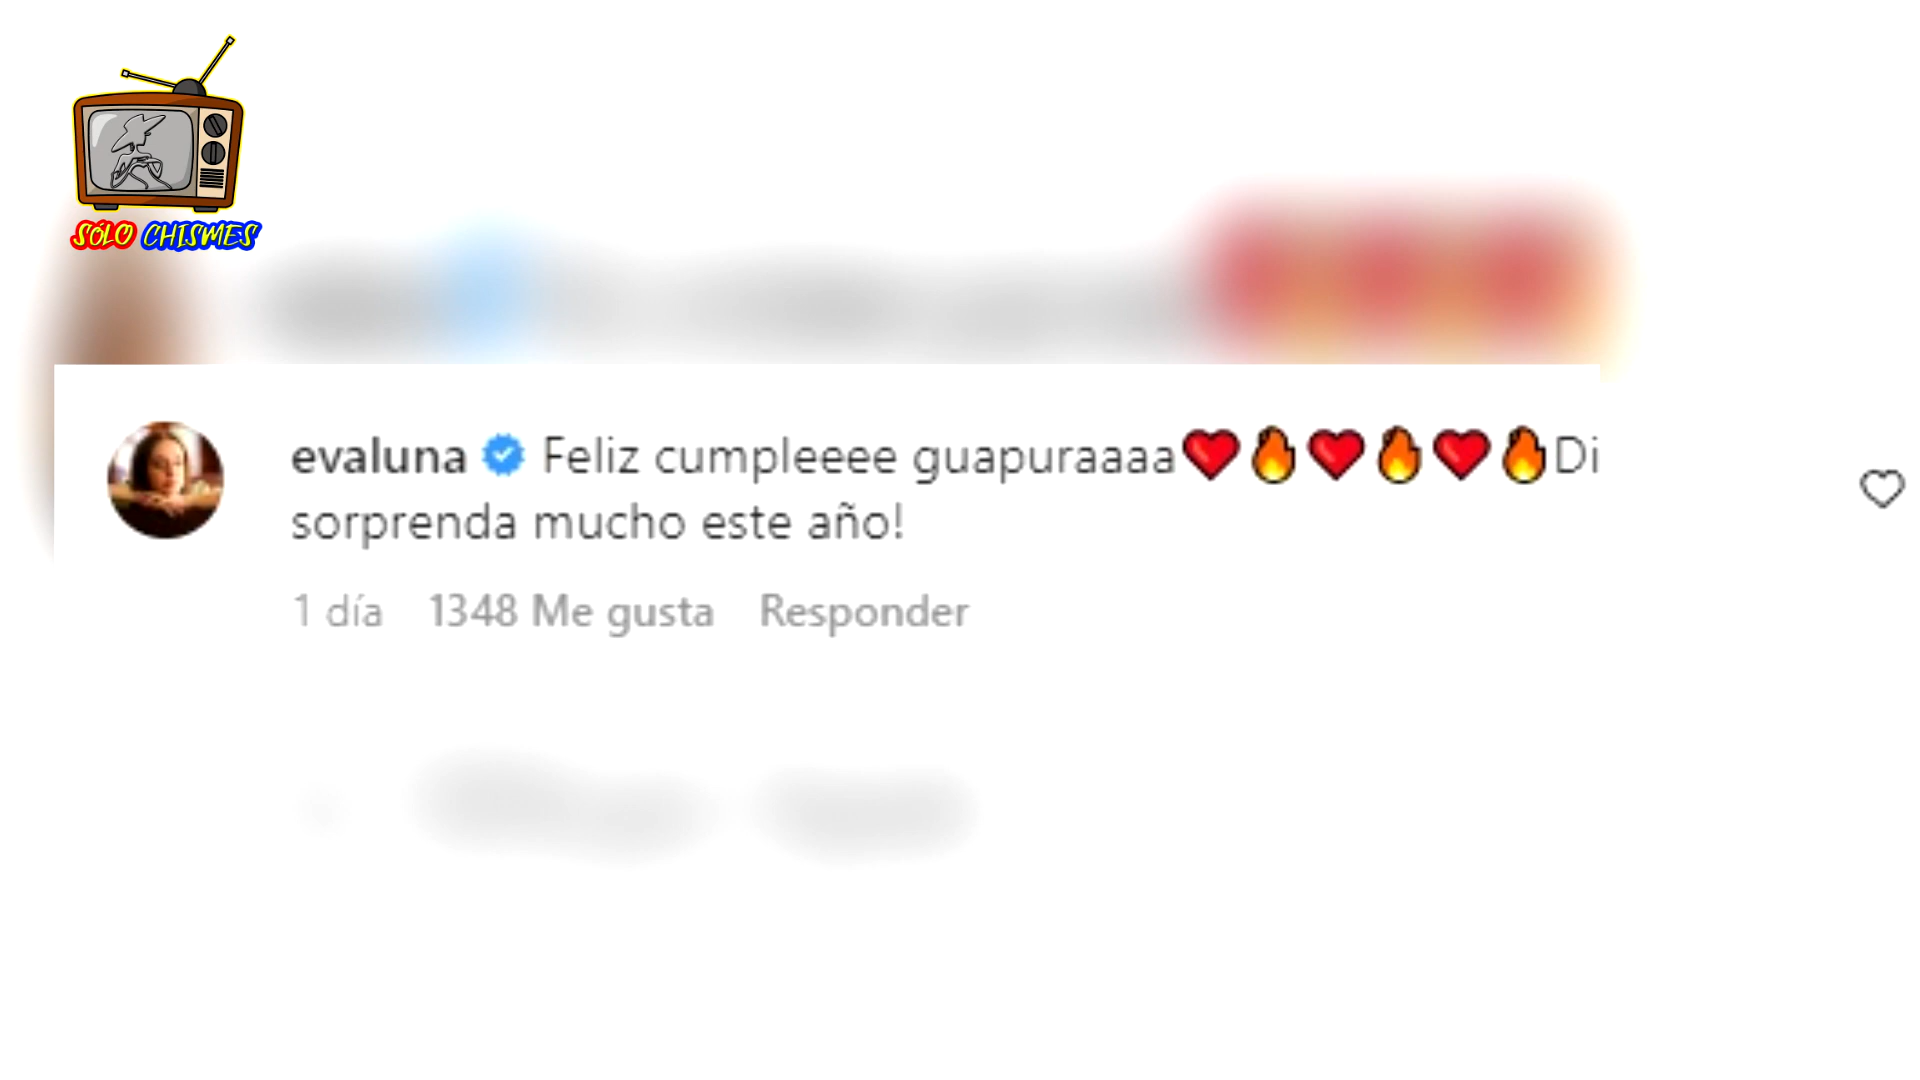 SÓLO CHISMES
evaluna Feliz cumpleeee guapuraaaa❤️🔥❤️🔥❤️🔥Di
sorprenda mucho este año!
1 día 1348 Me gusta Responder